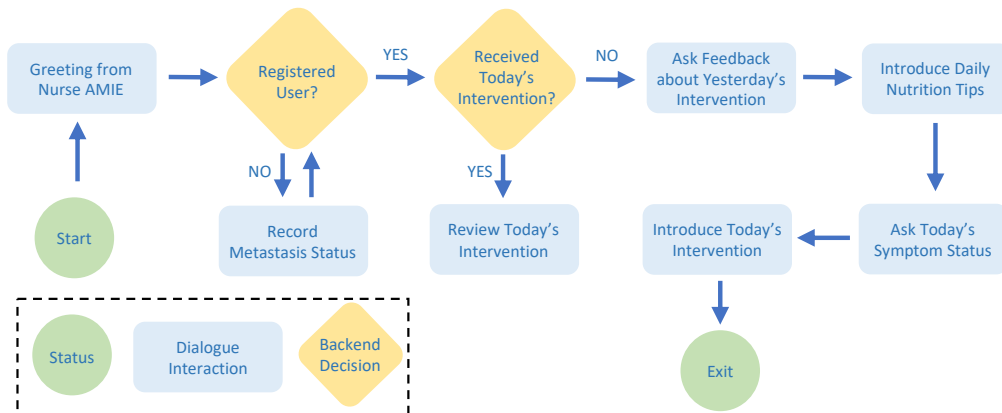 Greeting from
Nurse AMIE
Registered
User?
YES
Received
Today's
Intervention?
NO
Ask Feedback
about Yesterday's
Intervention
Introduce Daily
Nutrition Tips
NO
YES
Start
Record
Metastasis Status
Review Today's
Intervention
Introduce Today's
Intervention
Ask Today's
Symptom Status
Status
Dialogue
Interaction
Backend
Decision
Exit